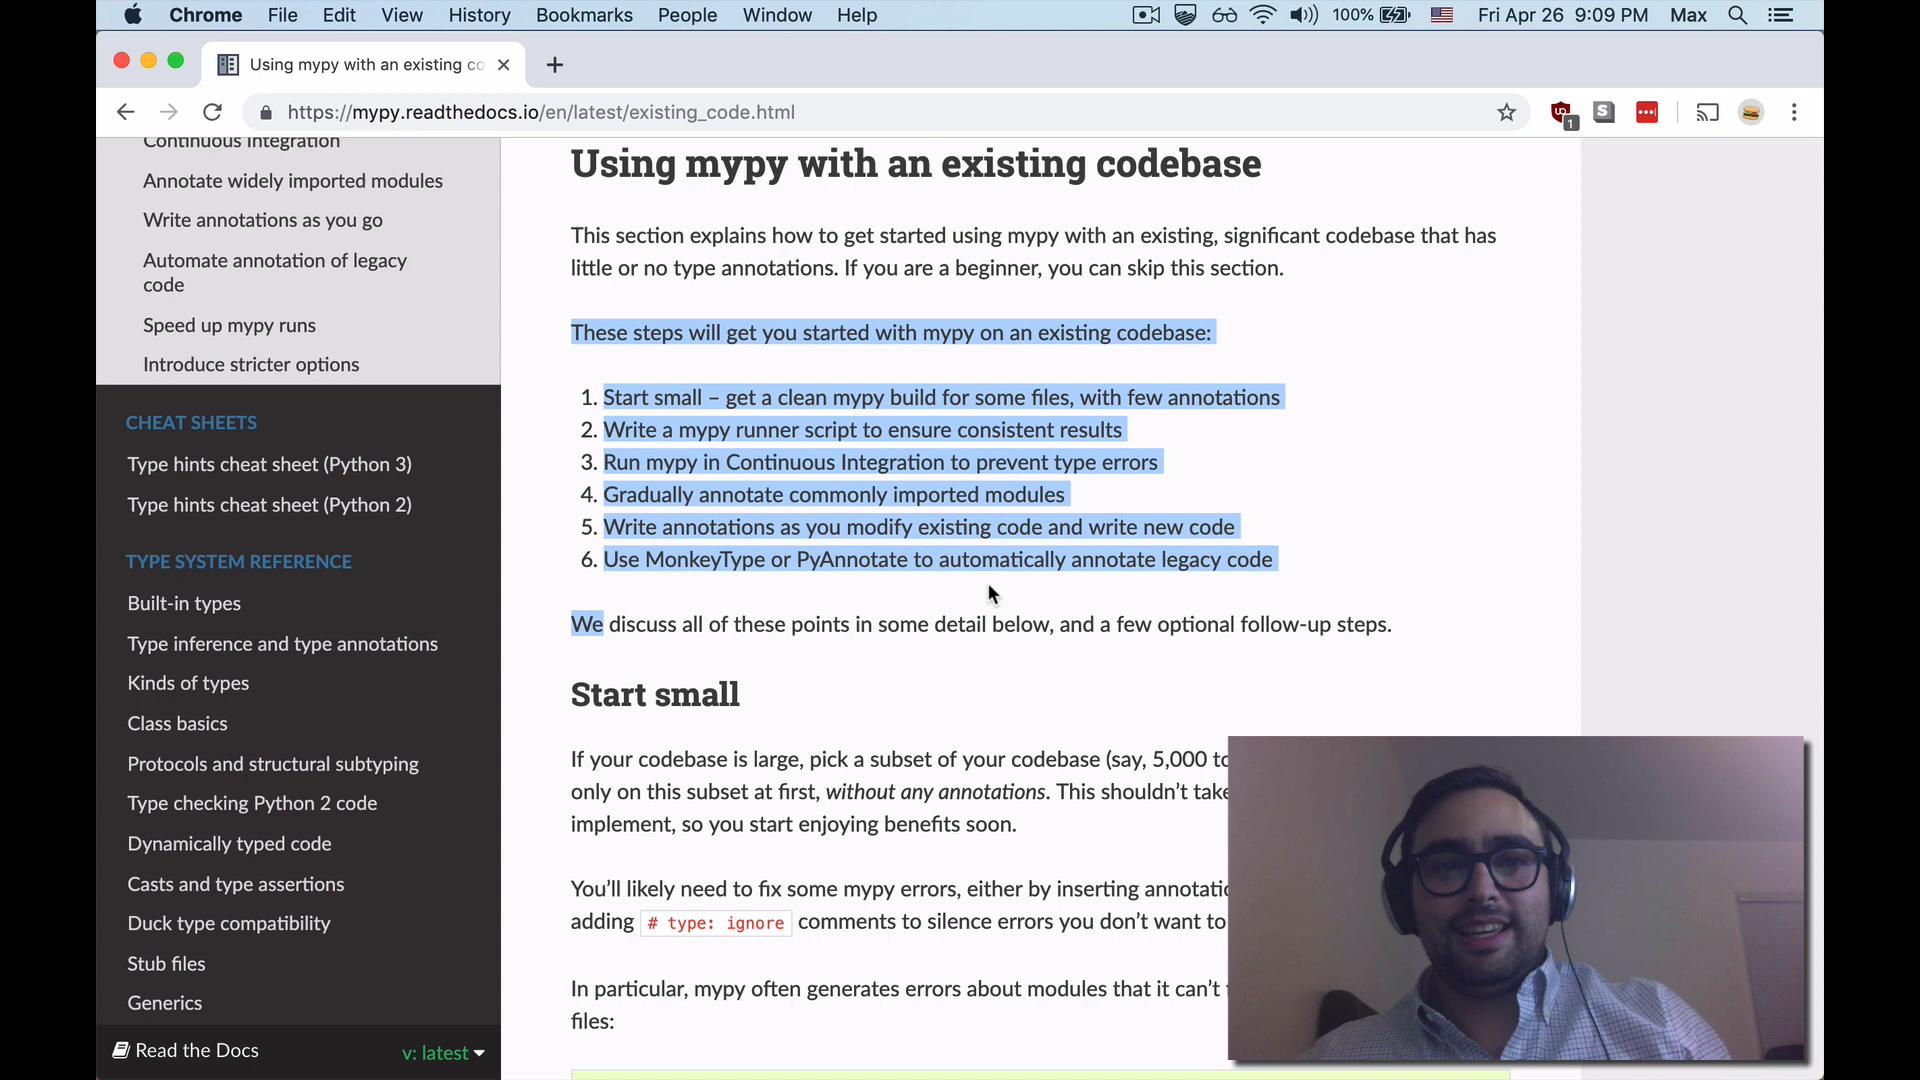 Chrome File Edit View History Bookmarks People Window Help 100% Fri Apr 26 9:09 PM Max
Using mypy with an existing co
https://mypy.readthedocs.io/en/latest/existing_code.html
1
Continuous Integration
Annotate widely imported modules
Write annotations as you go
Automate annotation of legacy
code
Speed up mypy runs
Introduce stricter options
CHEAT SHEETS
Type hints cheat sheet (Python 3)
Type hints cheat sheet (Python 2)
TYPE SYSTEM REFERENCE
Built-in types
Type inference and type annotations
Kinds of types
Class basics
Protocols and structural subtyping
Type checking Python 2 code
Dynamically typed code
Casts and type assertions
Duck type compatibility
Stub files
Generics
Read the Docs v: latest
Using mypy with an existing codebase
This section explains how to get started using mypy with an existing, significant codebase that has
little or no type annotations. If you are a beginner, you can skip this section.
These steps will get you started with mypy on an existing codebase:
1. Start small – get a clean mypy build for some files, with few annotations
2. Write a mypy runner script to ensure consistent results
3. Run mypy in Continuous Integration to prevent type errors
4. Gradually annotate commonly imported modules
5. Write annotations as you modify existing code and write new code
6. Use MonkeyType or PyAnnotate to automatically annotate legacy code
We discuss all of these points in some detail below, and a few optional follow-up steps.
Start small
If your codebase is large, pick a subset of your codebase (say, 5,000 to
only on this subset at first, without any annotations. This shouldn’t take
implement, so you start enjoying benefits soon.
You’ll likely need to fix some mypy errors, either by inserting annotatio
adding # type: ignore comments to silence errors you don’t want to
In particular, mypy often generates errors about modules that it can’t
files: